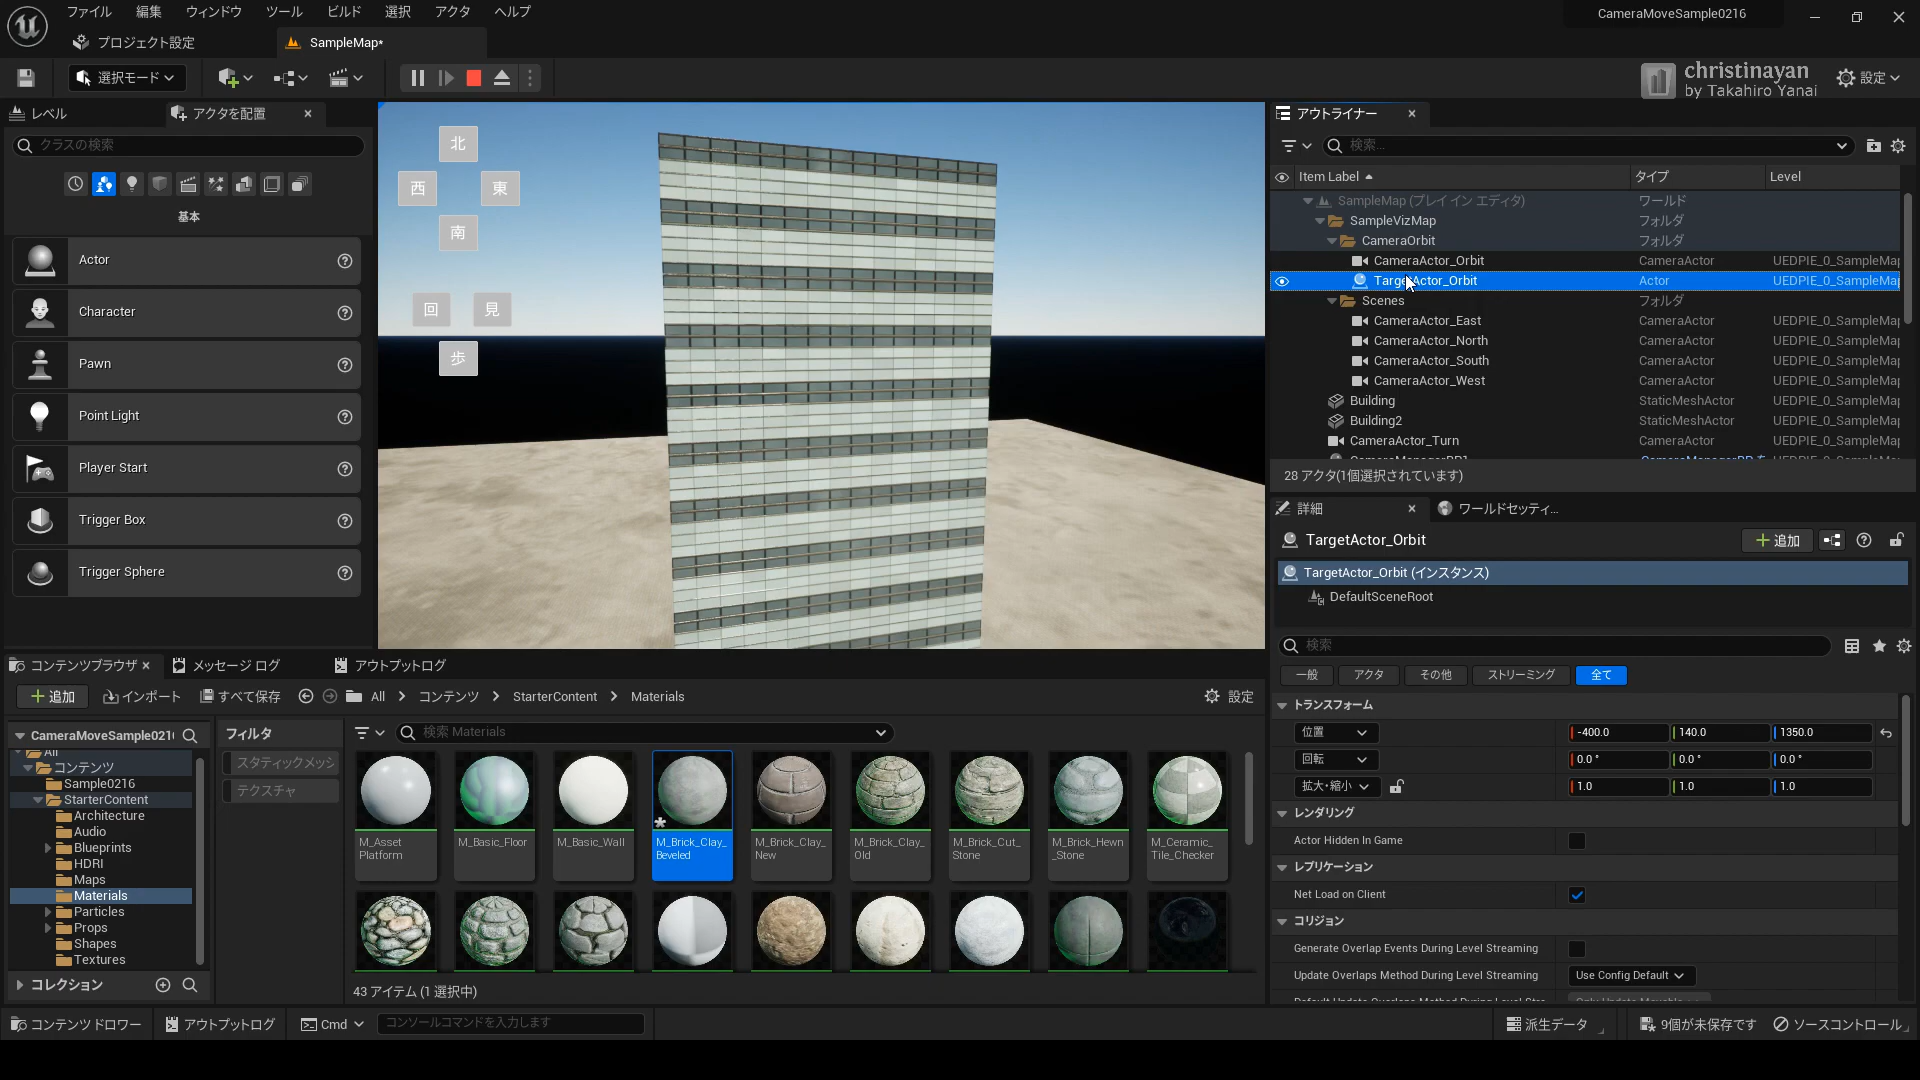 ファイル 編集 ウィンドウ ツール ビルド 選択 アクタ ヘルプ
CameraMoveSample0216
プロジェクト設定
SampleMap*
選択モード
christinayan
by Takahiro Yanai
設定
レベル
アクタを配置
クラスの検索
基本
Actor
Character
Pawn
Point Light
Player Start
Trigger Box
Trigger Sphere
北
西 東
南
回 見
歩
アウトライナー
検索...
Item Label タイプ Level
SampleMap (プレイ イン エディタ) ワールド
SampleVizMap フォルダ
CameraOrbit フォルダ
CameraActor_Orbit CameraActor UEDPIE_0_SampleMap
TargetActor_Orbit Actor UEDPIE_0_SampleMap
Scenes フォルダ
CameraActor_East CameraActor UEDPIE_0_SampleMap
CameraActor_North CameraActor UEDPIE_0_SampleMap
CameraActor_South CameraActor UEDPIE_0_SampleMap
CameraActor_West CameraActor UEDPIE_0_SampleMap
Building StaticMeshActor UEDPIE_0_SampleMap
Building2 StaticMeshActor UEDPIE_0_SampleMap
CameraActor_Turn CameraActor UEDPIE_0_SampleMap
28 アクタ(1個選択されています)
詳細
ワールドセッティ...
TargetActor_Orbit
追加
TargetActor_Orbit (インスタンス)
DefaultSceneRoot
検索
一般 アクタ その他 ストリーミング 全て
トランスフォーム
位置 -400.0 140.0 1350.0
回転 0.0 ° 0.0 ° 0.0 °
拡大・縮小 1.0 1.0 1.0
レンダリング
Actor Hidden In Game
レプリケーション
Net Load on Client
コリジョン
Generate Overlap Events During Level Streaming
Update Overlaps Method During Level Streaming Use Config Default
コンテンツブラウザ
メッセージ ログ
アウトプットログ
追加 インポート すべて保存 All コンテンツ StarterContent Materials
設定
CameraMoveSample021
All
コンテンツ
Sample0216
StarterContent
Architecture
Audio
Blueprints
HDRI
Maps
Materials
Particles
Props
Shapes
Textures
コレクション
フィルタ
スタティックメッシ
テクスチャ
検索 Materials
M_Asset
Platform
M_Basic_Floor
M_Basic_Wall
M_Brick_Clay_
Beveled
M_Brick_Clay_
New
M_Brick_Clay_
Old
M_Brick_Cut_
Stone
M_Brick_Hewn
_Stone
M_Ceramic_
Tile_Checker
43 アイテム (1 選択中)
コンテンツドロワー
アウトプットログ
Cmd
コンソールコマンドを入力します
派生データ
9個が未保存です
ソースコントロール